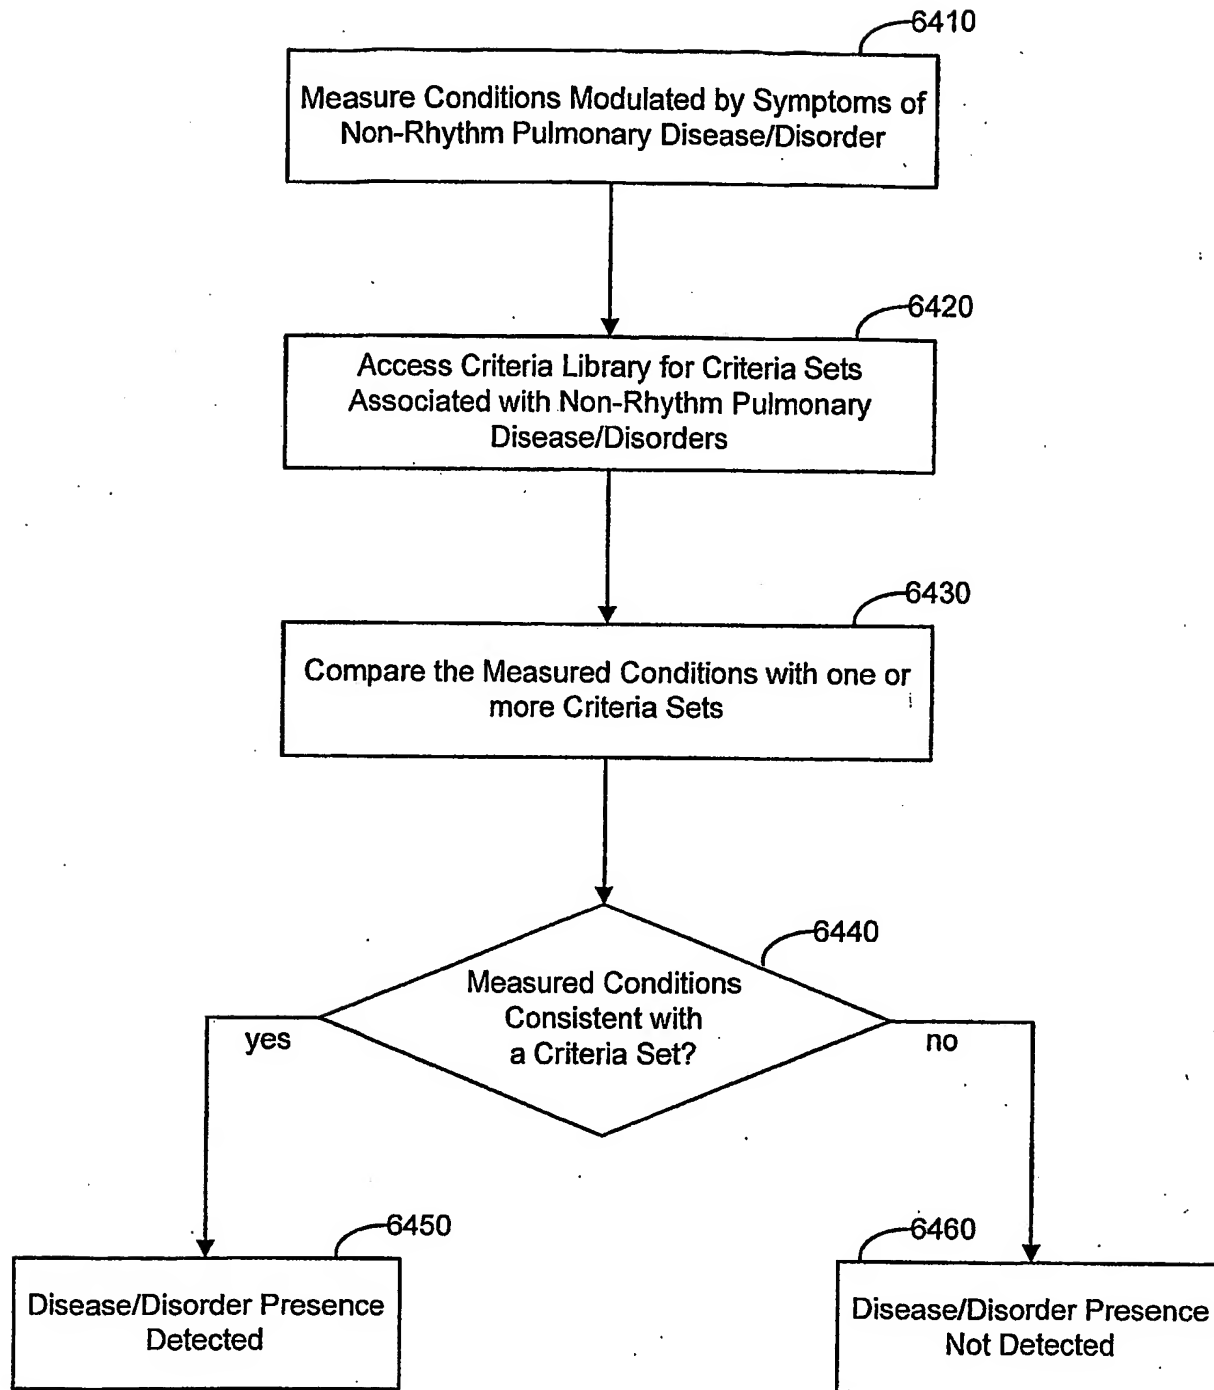 6410
Measure Conditions Modulated by Symptoms of
Non-Rhythm Pulmonary Disease/Disorder
6420
Access Criteria Library for Criteria Sets
Associated with Non-Rhythm Pulmonary
Disease/Disorders
6430
Compare the Measured Conditions with one or
more Criteria Sets
6440
Measured Conditions
Consistent with
a Criteria Set?
yes
no
6450
Disease/Disorder Presence
Detected
6460
Disease/Disorder Presence
Not Detected